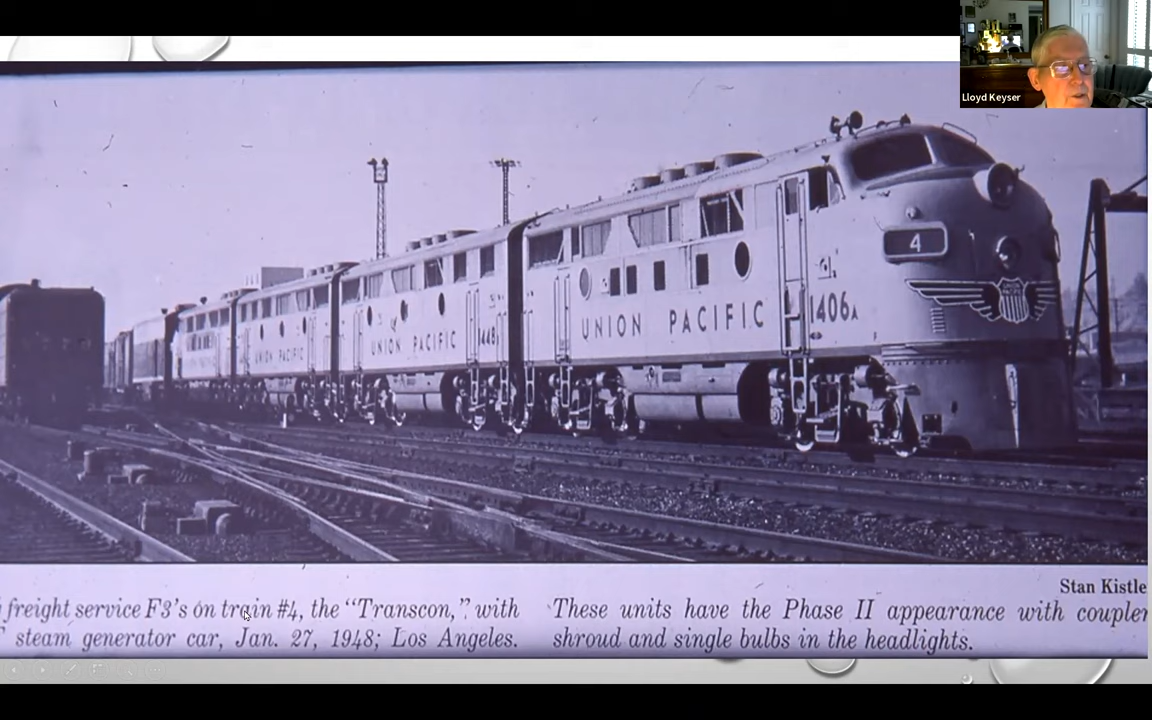 Lloyd Keyser
4
UNION PACIFIC
UNION PACIFIC
UNION PACIFIC
1406A
Stan Kistle
freight service F3's on train #4, the "Transcon," with
steam generator car, Jan. 27, 1948; Los Angeles.
These units have the Phase II appearance with coupler
shroud and single bulbs in the headlights.